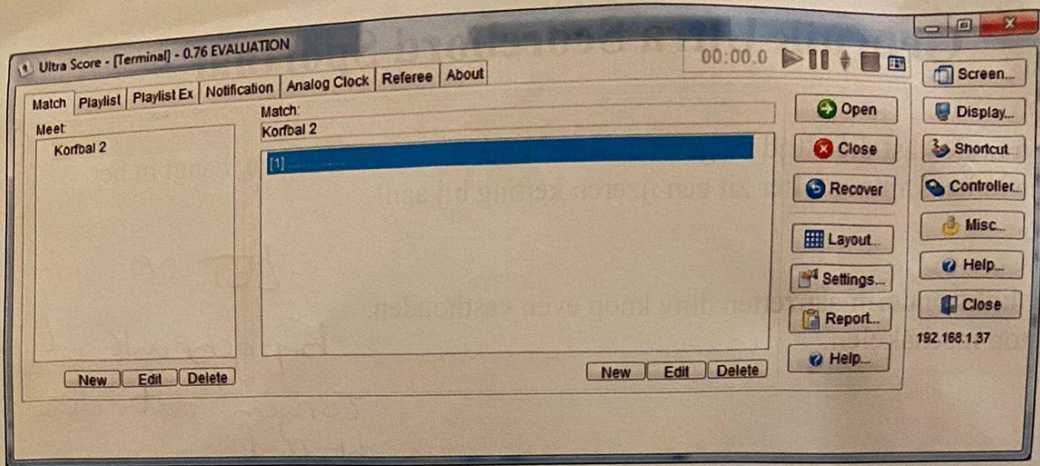 Ultra Score - [Terminal] - 0.76 EVALUATION
00:00.0
Match Playlist Playlist Ex Notification Analog Clock Referee About
Meet:
Korfbal 2
Match:
Korfbal 2
[1] ..................
New Edit Delete
New Edit Delete
Open
Close
Recover
Layout...
Settings...
Report...
Help...
Screen...
Display...
Shortcut
Controller...
Misc...
Help...
Close
192.168.1.37